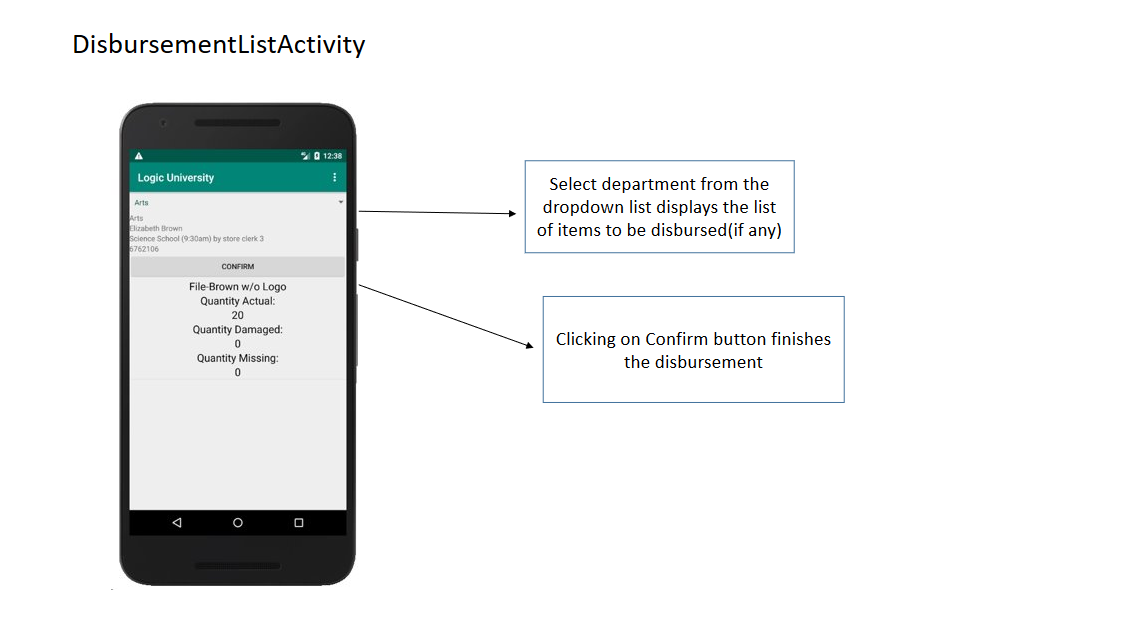 DisbursementListActivity
12:38
Logic University
Arts
Arts
Elizabeth Brown
Science School (9:30am) by store clerk 3
6762106
CONFIRM
File-Brown w/o Logo
Quantity Actual:
20
Quantity Damaged:
0
Quantity Missing:
0
Select department from the
dropdown list displays the list
of items to be disbursed(if any)
Clicking on Confirm button finishes
the disbursement